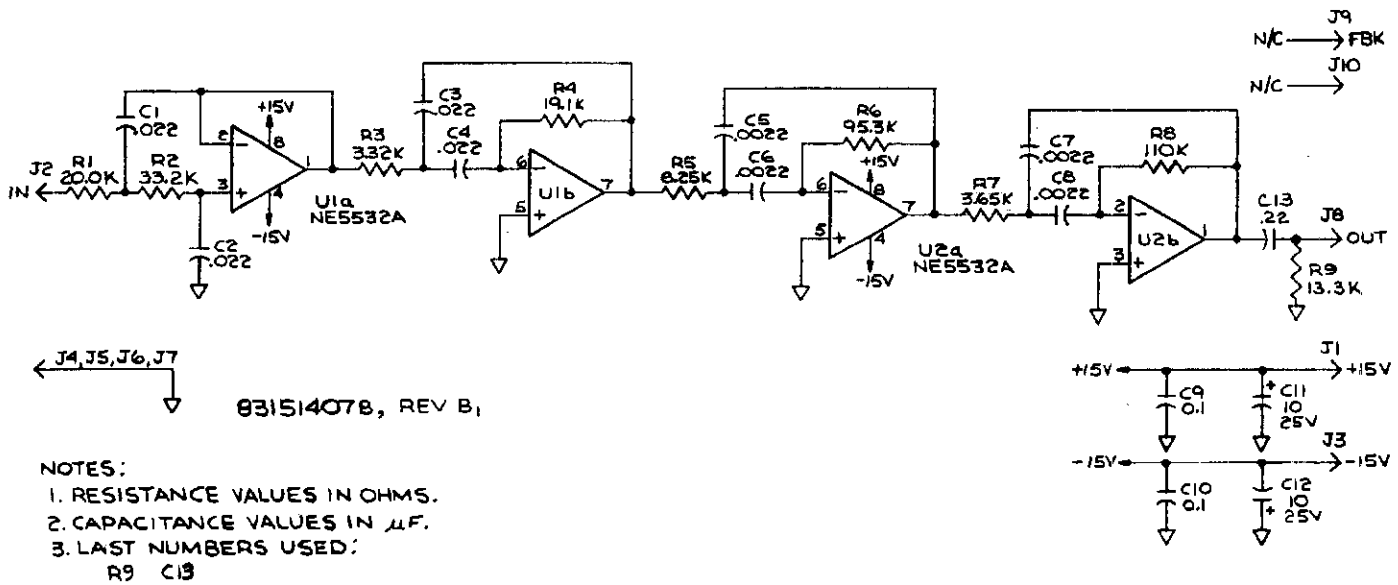 J9
N/C FBK
J10
N/C
C1
.022
+15V
2
8
1
3
4
-15V
J2
IN
R1
20.0K
R2
33.2K
C2
.022
U1a
NE5532A
R3
3.32K
C3
.022
C4
.022
R4
19.1K
6
5
7
U1b
R5
8.25K
C5
.0022
C6
.0022
R6
95.3K
+15V
6
8
7
5
4
-15V
U2a
NE5532A
R7
3.65K
C7
.0022
C8
.0022
R8
110K
2
3
1
U2b
C13
.22
J8
OUT
R9
13.3K
J4, J5, J6, J7
831514078, REV B1
J1
+15V +15V
C9
0.1
+ C11
10
25V
J3
-15V -15V
C10
0.1
C12
10
+ 25V
NOTES:
1. RESISTANCE VALUES IN OHMS.
2. CAPACITANCE VALUES IN µF.
3. LAST NUMBERS USED:
R9 C13